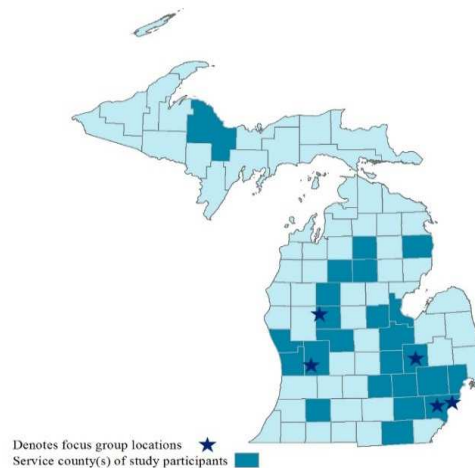 Denotes focus group locations
Service county(s) of study participants